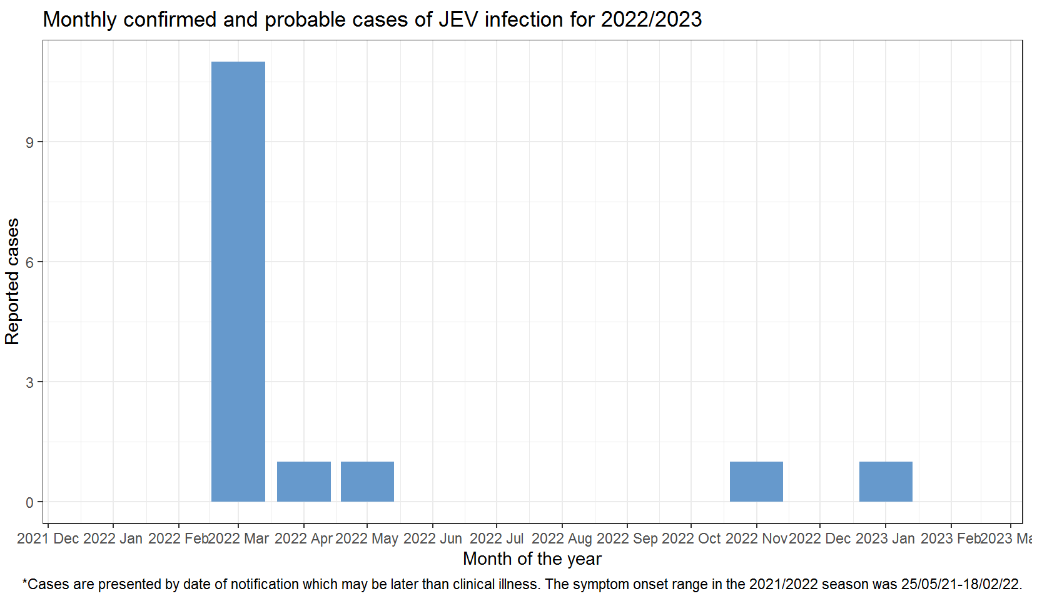 Monthly confirmed and probable cases of JEV infection for 2022/2023
Reported cases
9
6
3
0
2021 Dec 2022 Jan 2022 Feb 2022 Mar 2022 Apr 2022 May 2022 Jun 2022 Jul 2022 Aug 2022 Sep 2022 Oct 2022 Nov 2022 Dec 2023 Jan 2023 Feb 2023 Ma
Month of the year
*Cases are presented by date of notification which may be later than clinical illness. The symptom onset range in the 2021/2022 season was 25/05/21-18/02/22.